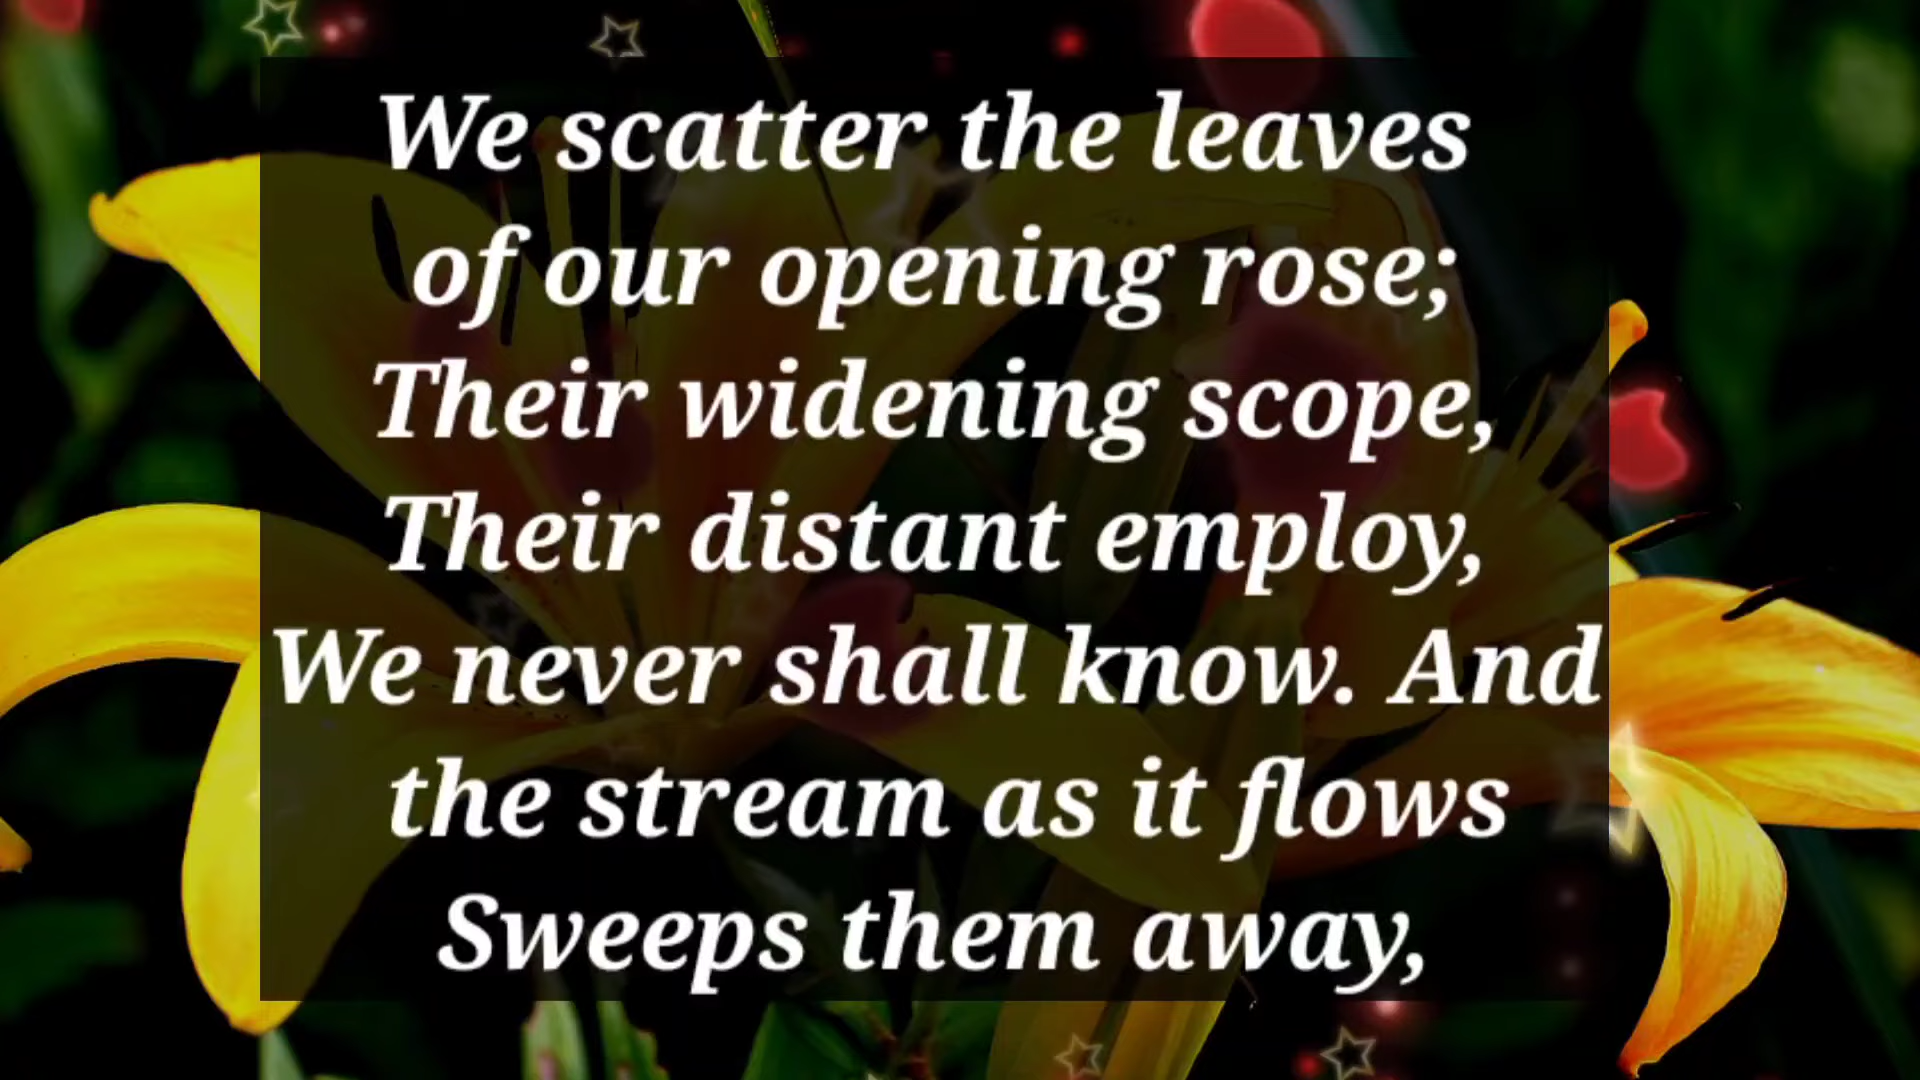 We scatter the leaves
of our opening rose;
Their widening scope,
Their distant employ,
We never shall know. And
the stream as it flows
Sweeps them away,